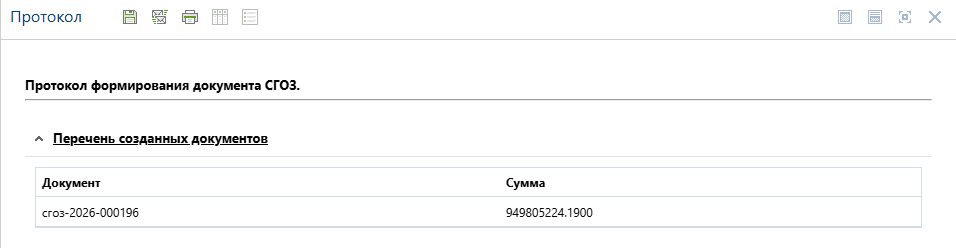 Протокол
Протокол формирования документа СГОЗ.
Перечень созданных документов
Документ Сумма
сгоз-2026-000196 949805224.1900